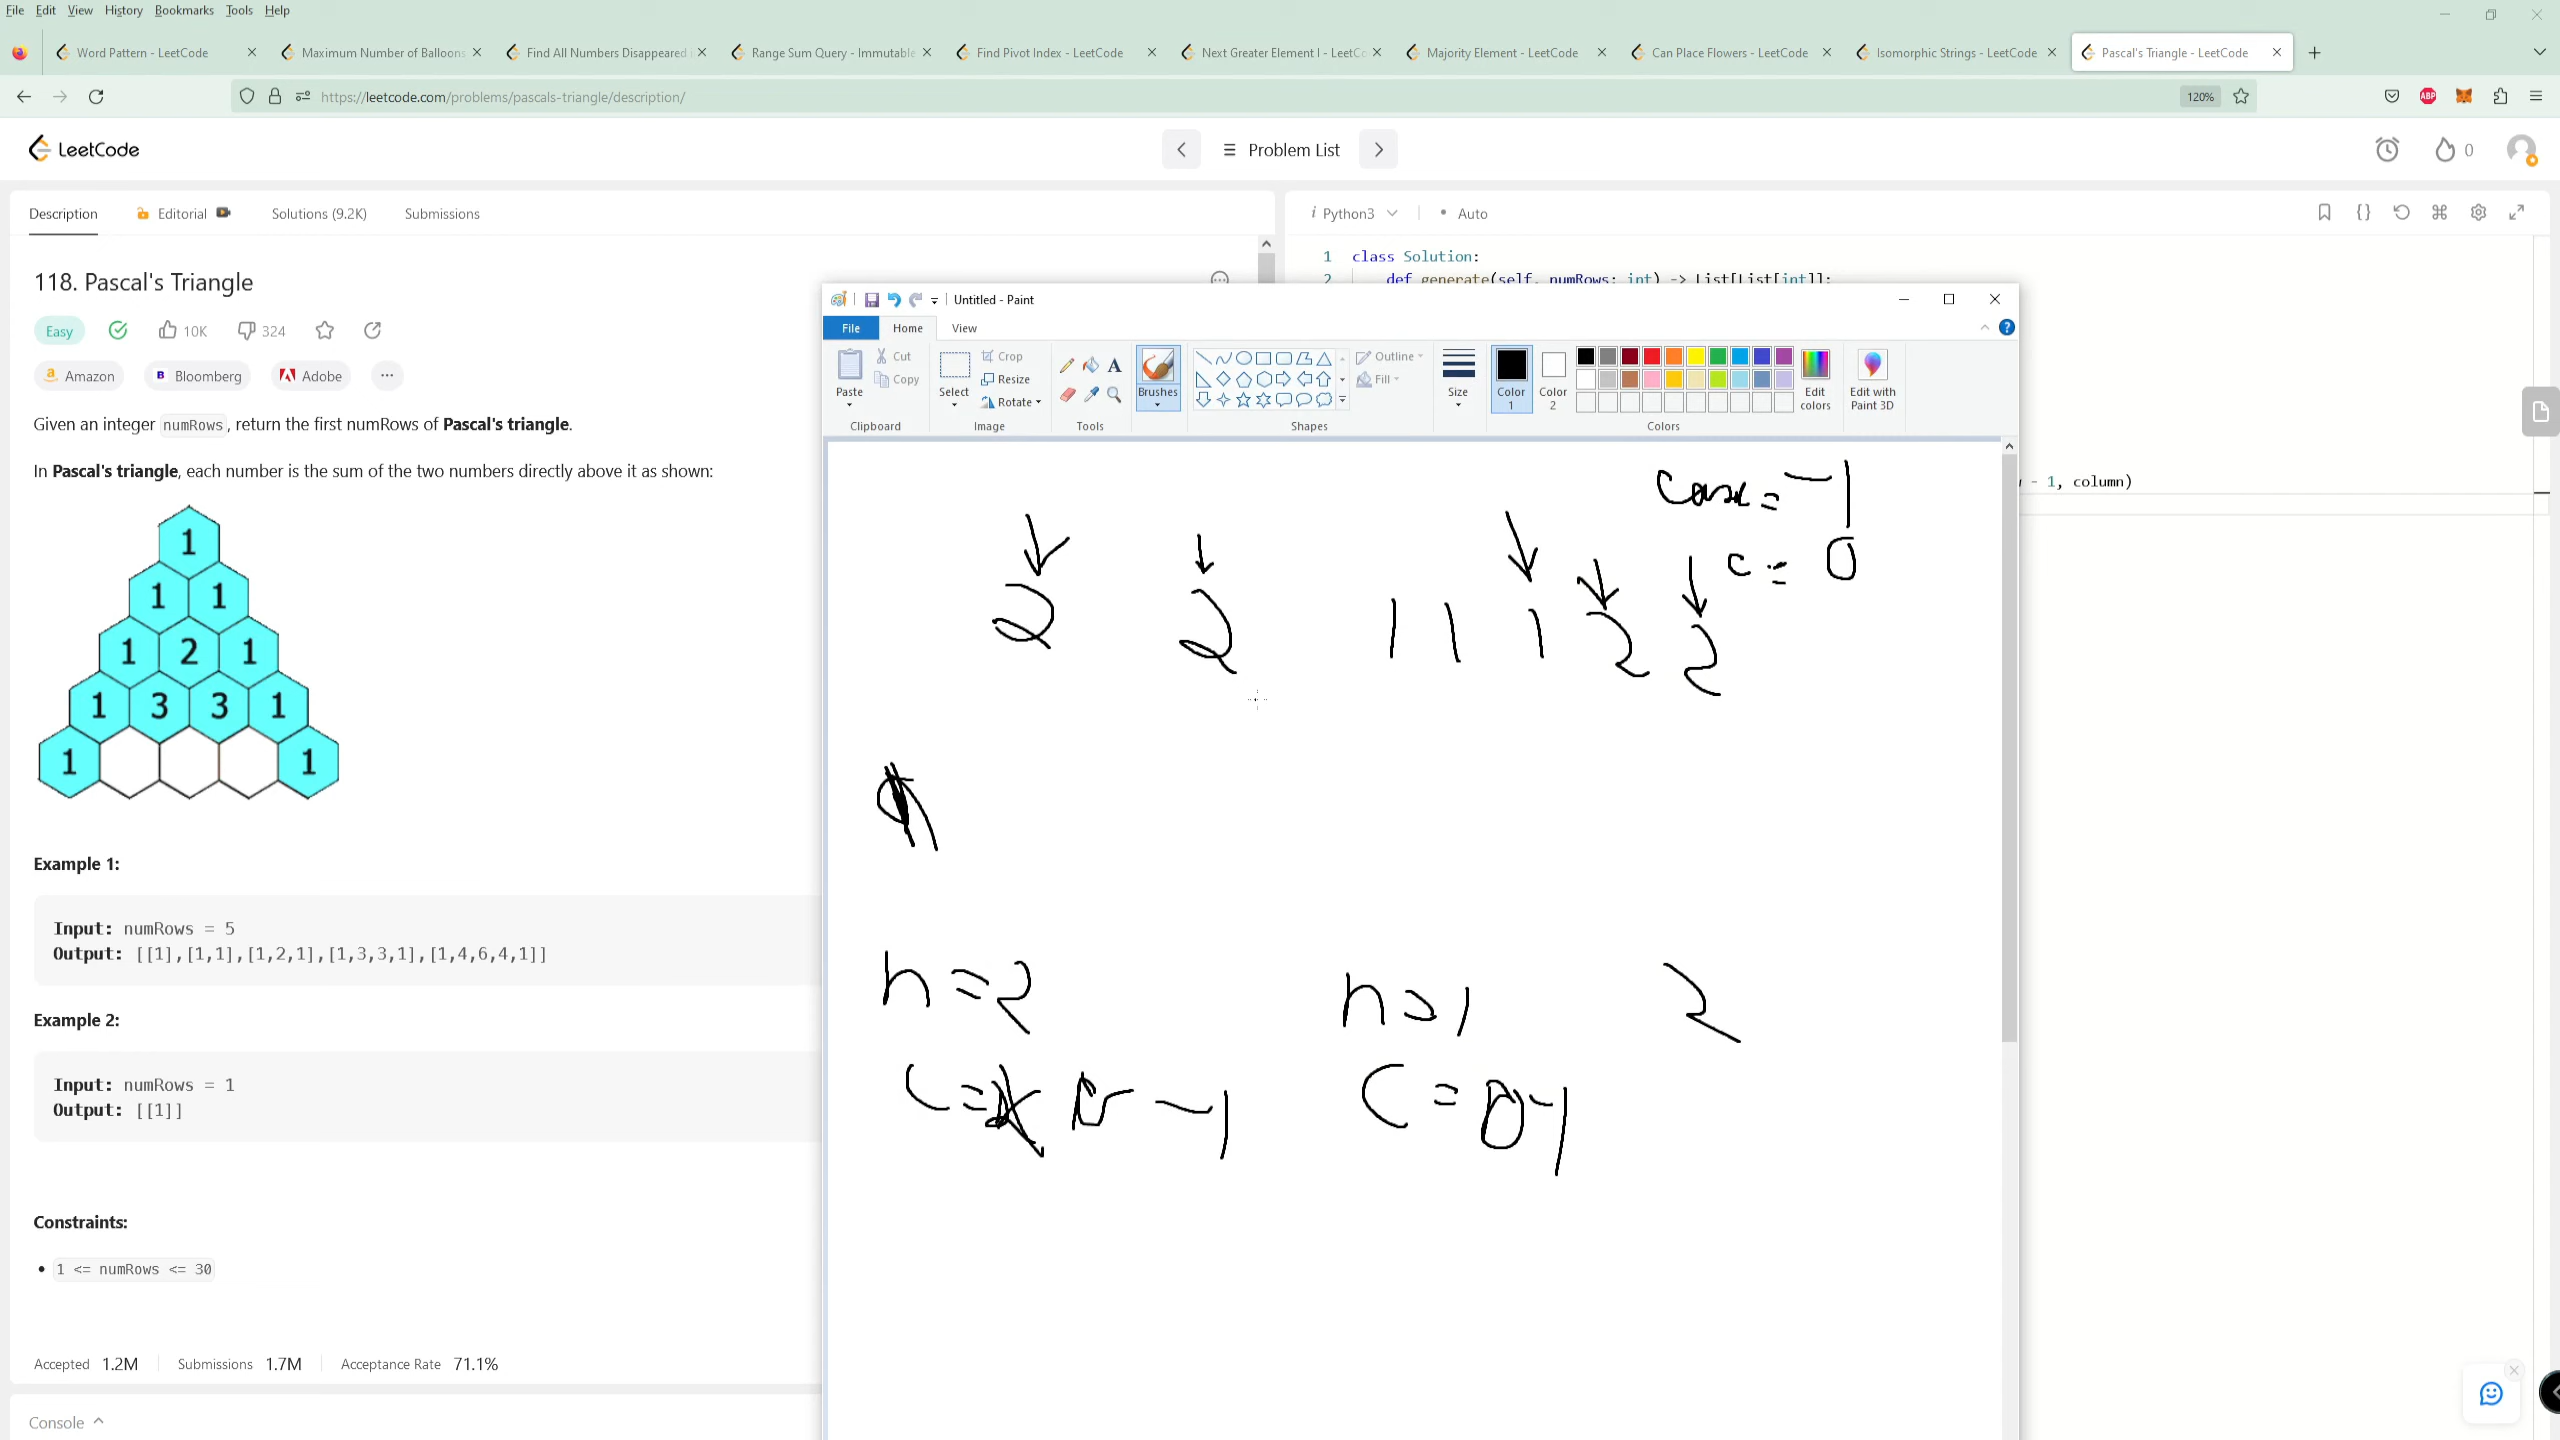 File Edit View History Bookmarks Tools Help
Word Pattern - LeetCode
Maximum Number of Balloons
Find All Numbers Disappeared i
Range Sum Query - Immutable
Find Pivot Index - LeetCode
Next Greater Element I - LeetCo
Majority Element - LeetCode
Can Place Flowers - LeetCode
Isomorphic Strings - LeetCode
Pascal's Triangle - LeetCode
https://leetcode.com/problems/pascals-triangle/description/
120%
ABP
LeetCode
Problem List
0
Description
Editorial
Solutions (9.2K)
Submissions
i Python3
Auto
118. Pascal's Triangle
Easy
10K
324
Amazon
Bloomberg
Adobe
Given an integer numRows, return the first numRows of Pascal's triangle.
In Pascal's triangle, each number is the sum of the two numbers directly above it as shown:
1
1 1
1 2 1
1 3 3 1
1 1
Example 1:
Input: numRows = 5
Output: [[1],[1,1],[1,2,1],[1,3,3,1],[1,4,6,4,1]]
Example 2:
Input: numRows = 1
Output: [[1]]
Constraints:
1 <= numRows <= 30
Accepted 1.2M
Submissions 1.7M
Acceptance Rate 71.1%
Console
1 class Solution:
2 def generate(self, numRows: int) -> List[List[int]]:
- 1, column)
Untitled - Paint
File Home View
Paste
Cut
Copy
Clipboard
Select
Crop
Resize
Rotate
Image
A
Tools
Brushes
Shapes
Outline
Fill
Size
Color 1
Color 2
Edit colors
Colors
Edit with Paint 3D
= -1
c = 0
2 2 1 1 1 2 2
n=2
n=1
2
C =
-1
C = 0 -1